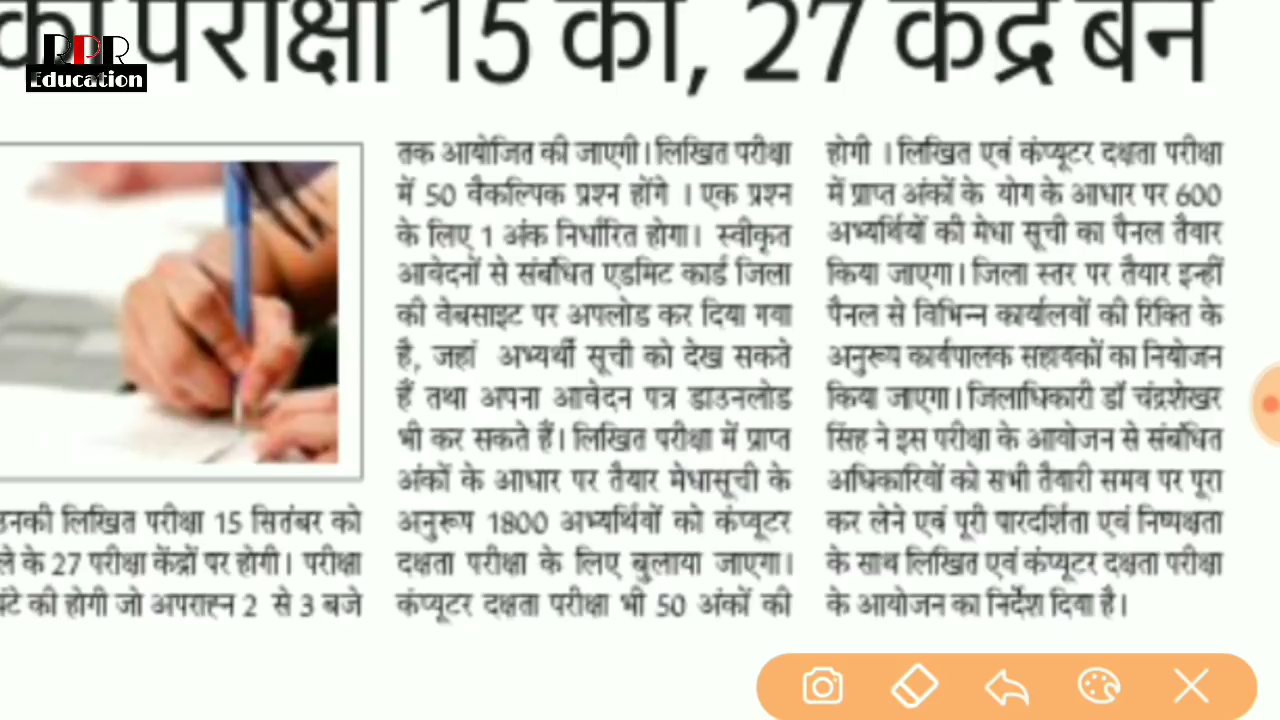 की परीक्षा 15 को, 27 केंद्र बने
RPR
Education
उनकी लिखित परीक्षा 15 सितंबर को
ले के 27 परीक्षा केंद्रों पर होगी। परीक्षा
घंटे की होगी जो अपराह्न 2 से 3 बजे
तक आयोजित की जाएगी। लिखित परीक्षा
में 50 वैकल्पिक प्रश्न होंगे । एक प्रश्न
के लिए 1 अंक निर्धारित होगा। स्वीकृत
आवेदनों से संबंधित एडमिट कार्ड जिला
की वेबसाइट पर अपलोड कर दिया गया
है, जहां अभ्यर्थी सूची को देख सकते
हैं तथा अपना आवेदन पत्र डाउनलोड
भी कर सकते हैं। लिखित परीक्षा में प्राप्त
अंकों के आधार पर तैयार मेधासूची के
अनुरूप 1800 अभ्यर्थियों को कंप्यूटर
दक्षता परीक्षा के लिए बुलाया जाएगा।
कंप्यूटर दक्षता परीक्षा भी 50 अंकों की
होगी । लिखित एवं कंप्यूटर दक्षता परीक्षा
में प्राप्त अंकों के योग के आधार पर 600
अभ्यर्थियों की मेधा सूची का पैनल तैयार
किया जाएगा। जिला स्तर पर तैयार इन्हीं
पैनल से विभिन्न कार्यालयों की रिक्ति के
अनुरूप कार्यपालक सहायकों का नियोजन
किया जाएगा। जिलाधिकारी डॉ चंद्रशेखर
सिंह ने इस परीक्षा के आयोजन से संबंधित
अधिकारियों को सभी तैयारी समय पर पूरा
कर लेने एवं पूरी पारदर्शिता एवं निष्पक्षता
के साथ लिखित एवं कंप्यूटर दक्षता परीक्षा
के आयोजन का निर्देश दिया है।